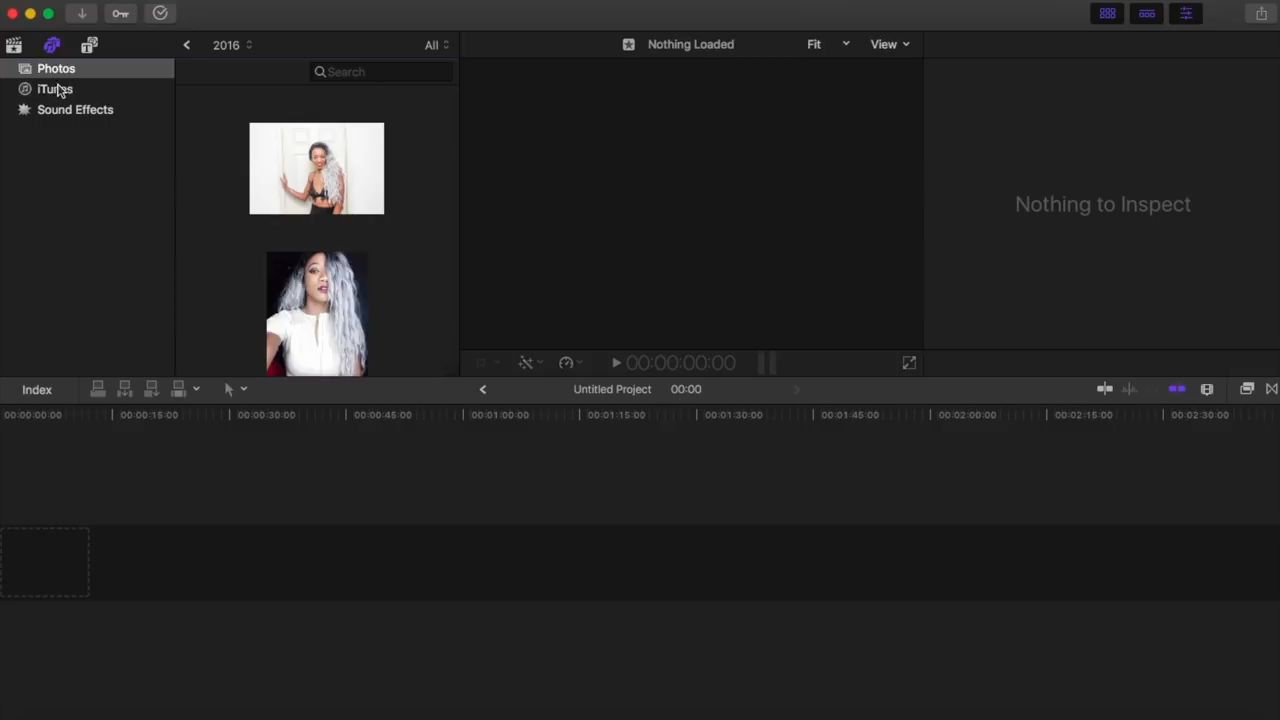 2016
All
Nothing Loaded
Fit
View
Photos
iTunes
Sound Effects
Search
Nothing to Inspect
00:00:00:00
Index
Untitled Project
00:00
00:00:00:00
00:00:15:00
00:00:30:00
00:00:45:00
00:01:00:00
00:01:15:00
00:01:30:00
00:01:45:00
00:02:00:00
00:02:15:00
00:02:30:00